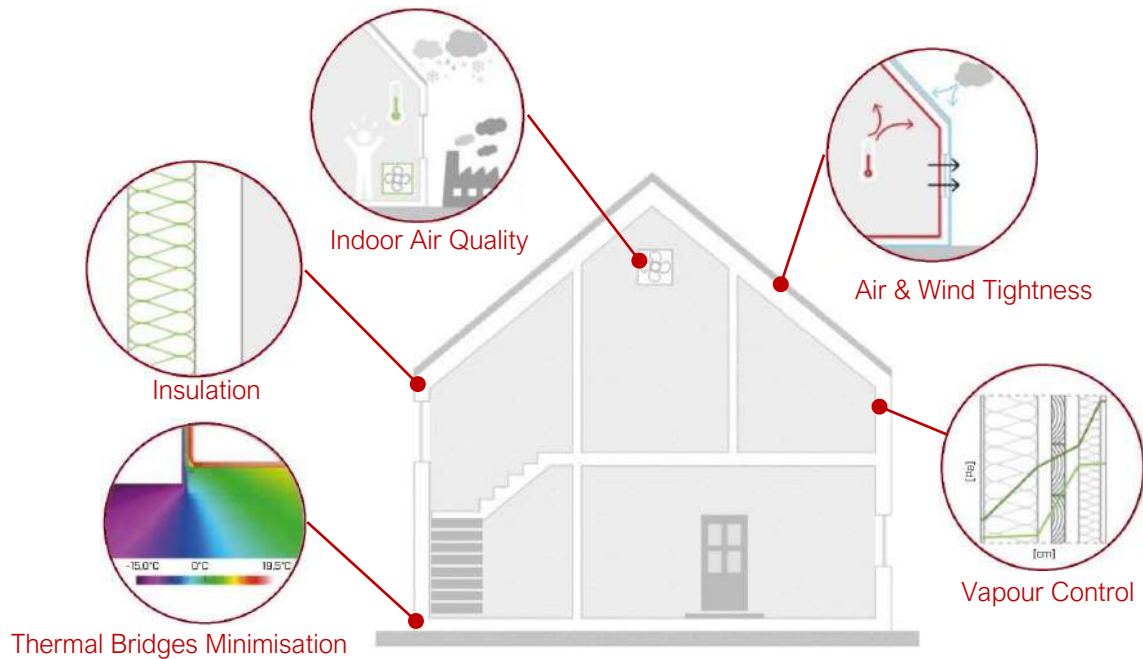 Indoor Air Quality
Air & Wind Tightness
Insulation
-15,0°C 0°C 19,5°C
Thermal Bridges Minimisation
[Pa]
[cm]
Vapour Control